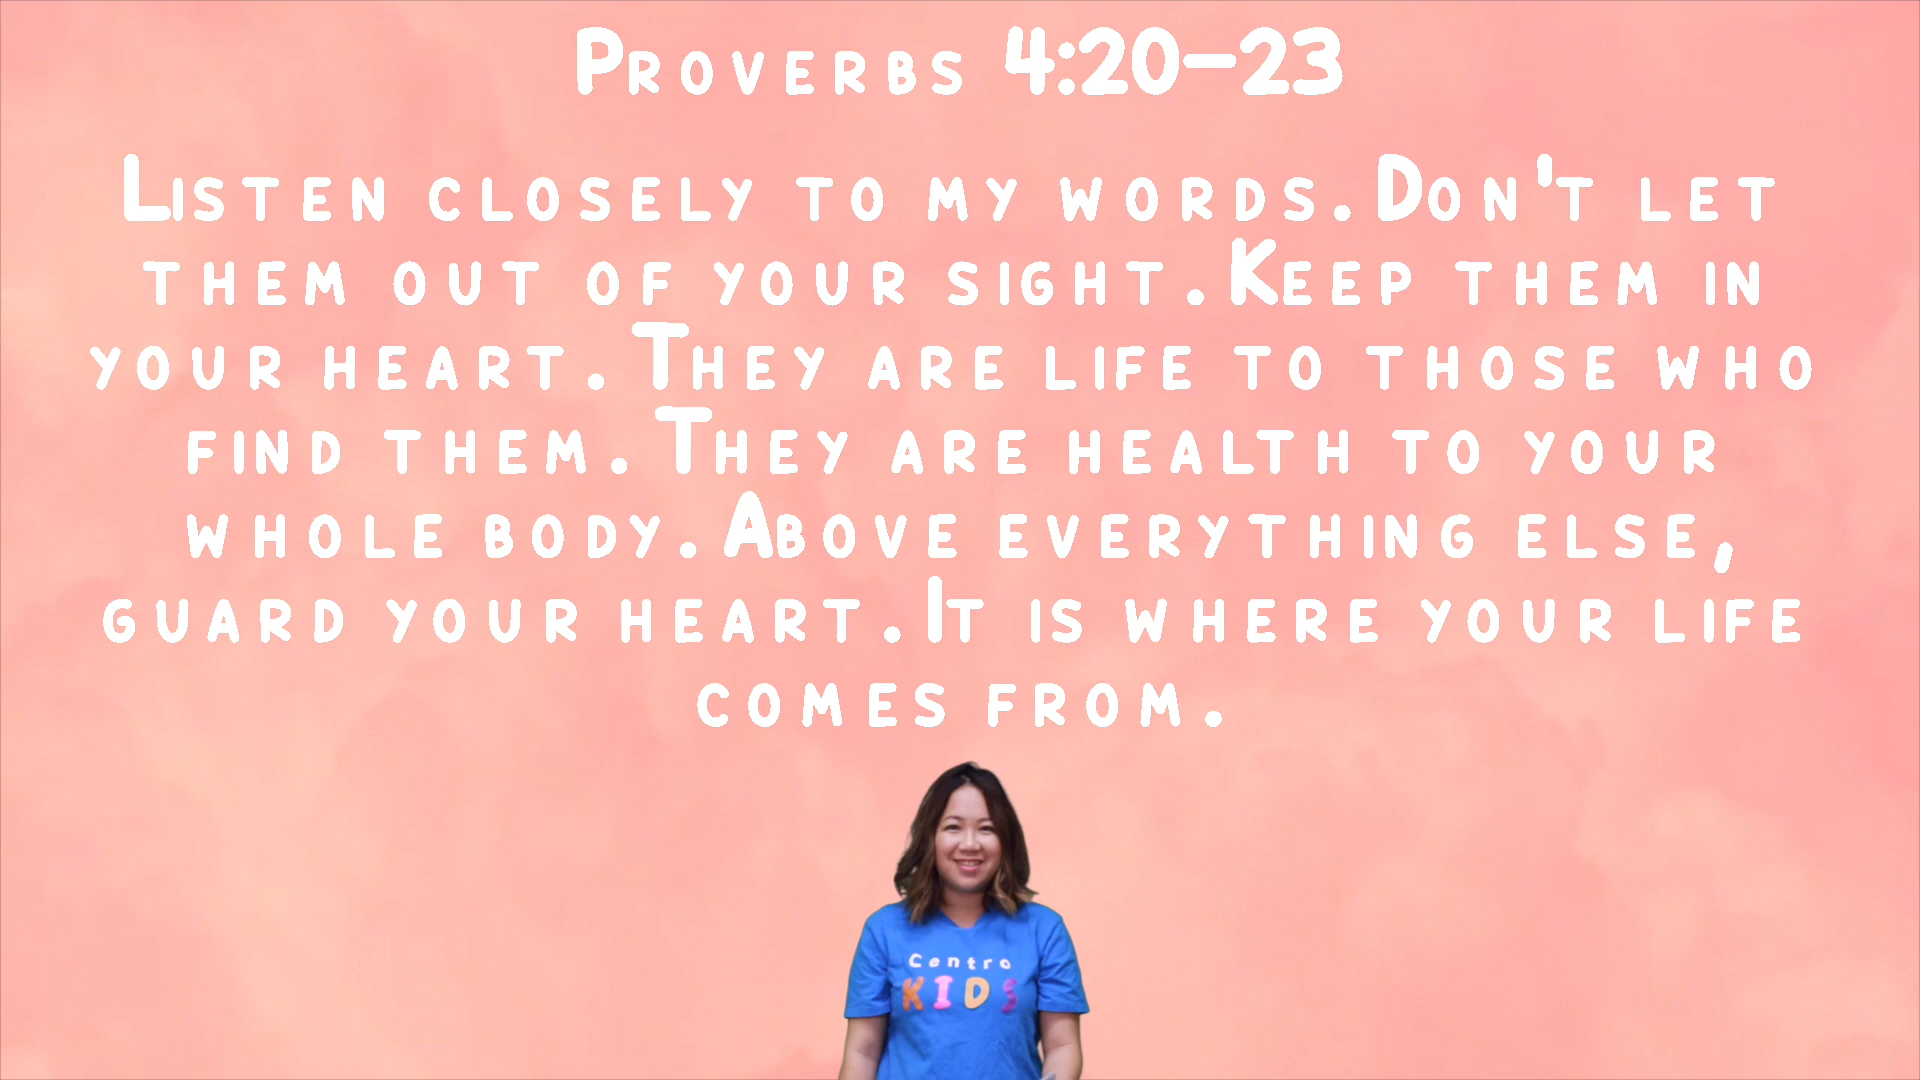 Proverbs 4:20–23
Listen closely to my words. Don't let
them out of your sight. Keep them in
your heart. They are life to those who
find them. They are health to your
whole body. Above everything else,
guard your heart. It is where your life
comes from.
Centro
KIDS